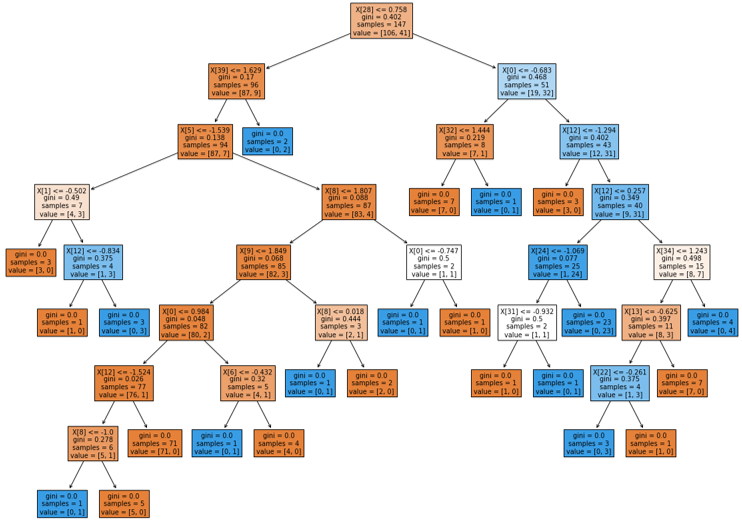 X[28] <= 0.758
gini = 0.402
samples = 147
value = [106, 41]
X[39] <= 1.629
gini = 0.17
samples = 96
value = [87, 9]
X[0] <= -0.683
gini = 0.468
samples = 51
value = [19, 32]
X[5] <= -1.539
gini = 0.138
samples = 94
value = [87, 7]
gini = 0.0
samples = 2
value = [0, 2]
X[32] <= 1.444
gini = 0.219
samples = 8
value = [7, 1]
X[12] <= -1.294
gini = 0.402
samples = 43
value = [12, 31]
X[1] <= -0.502
gini = 0.49
samples = 7
value = [4, 3]
X[8] <= 1.807
gini = 0.088
samples = 87
value = [83, 4]
gini = 0.0
samples = 7
value = [7, 0]
gini = 0.0
samples = 1
value = [0, 1]
gini = 0.0
samples = 3
value = [3, 0]
X[12] <= 0.257
gini = 0.349
samples = 40
value = [9, 31]
gini = 0.0
samples = 3
value = [3, 0]
X[12] <= -0.834
gini = 0.375
samples = 4
value = [1, 3]
X[9] <= 1.849
gini = 0.068
samples = 85
value = [82, 3]
X[0] <= -0.747
gini = 0.5
samples = 2
value = [1, 1]
X[24] <= -1.069
gini = 0.077
samples = 25
value = [1, 24]
X[34] <= 1.243
gini = 0.498
samples = 15
value = [8, 7]
gini = 0.0
samples = 1
value = [1, 0]
gini = 0.0
samples = 3
value = [0, 3]
X[0] <= 0.984
gini = 0.048
samples = 82
value = [80, 2]
X[8] <= 0.018
gini = 0.444
samples = 3
value = [2, 1]
gini = 0.0
samples = 1
value = [0, 1]
gini = 0.0
samples = 1
value = [1, 0]
X[31] <= -0.932
gini = 0.5
samples = 2
value = [1, 1]
gini = 0.0
samples = 23
value = [0, 23]
X[13] <= -0.625
gini = 0.397
samples = 11
value = [8, 3]
gini = 0.0
samples = 4
value = [0, 4]
X[12] <= -1.524
gini = 0.026
samples = 77
value = [76, 1]
X[6] <= -0.432
gini = 0.32
samples = 5
value = [4, 1]
gini = 0.0
samples = 1
value = [0, 1]
gini = 0.0
samples = 2
value = [2, 0]
gini = 0.0
samples = 1
value = [1, 0]
gini = 0.0
samples = 1
value = [0, 1]
X[22] <= -0.261
gini = 0.375
samples = 4
value = [1, 3]
gini = 0.0
samples = 7
value = [7, 0]
X[8] <= -1.0
gini = 0.278
samples = 6
value = [5, 1]
gini = 0.0
samples = 71
value = [71, 0]
gini = 0.0
samples = 1
value = [0, 1]
gini = 0.0
samples = 4
value = [4, 0]
gini = 0.0
samples = 3
value = [0, 3]
gini = 0.0
samples = 1
value = [1, 0]
gini = 0.0
samples = 1
value = [0, 1]
gini = 0.0
samples = 5
value = [5, 0]